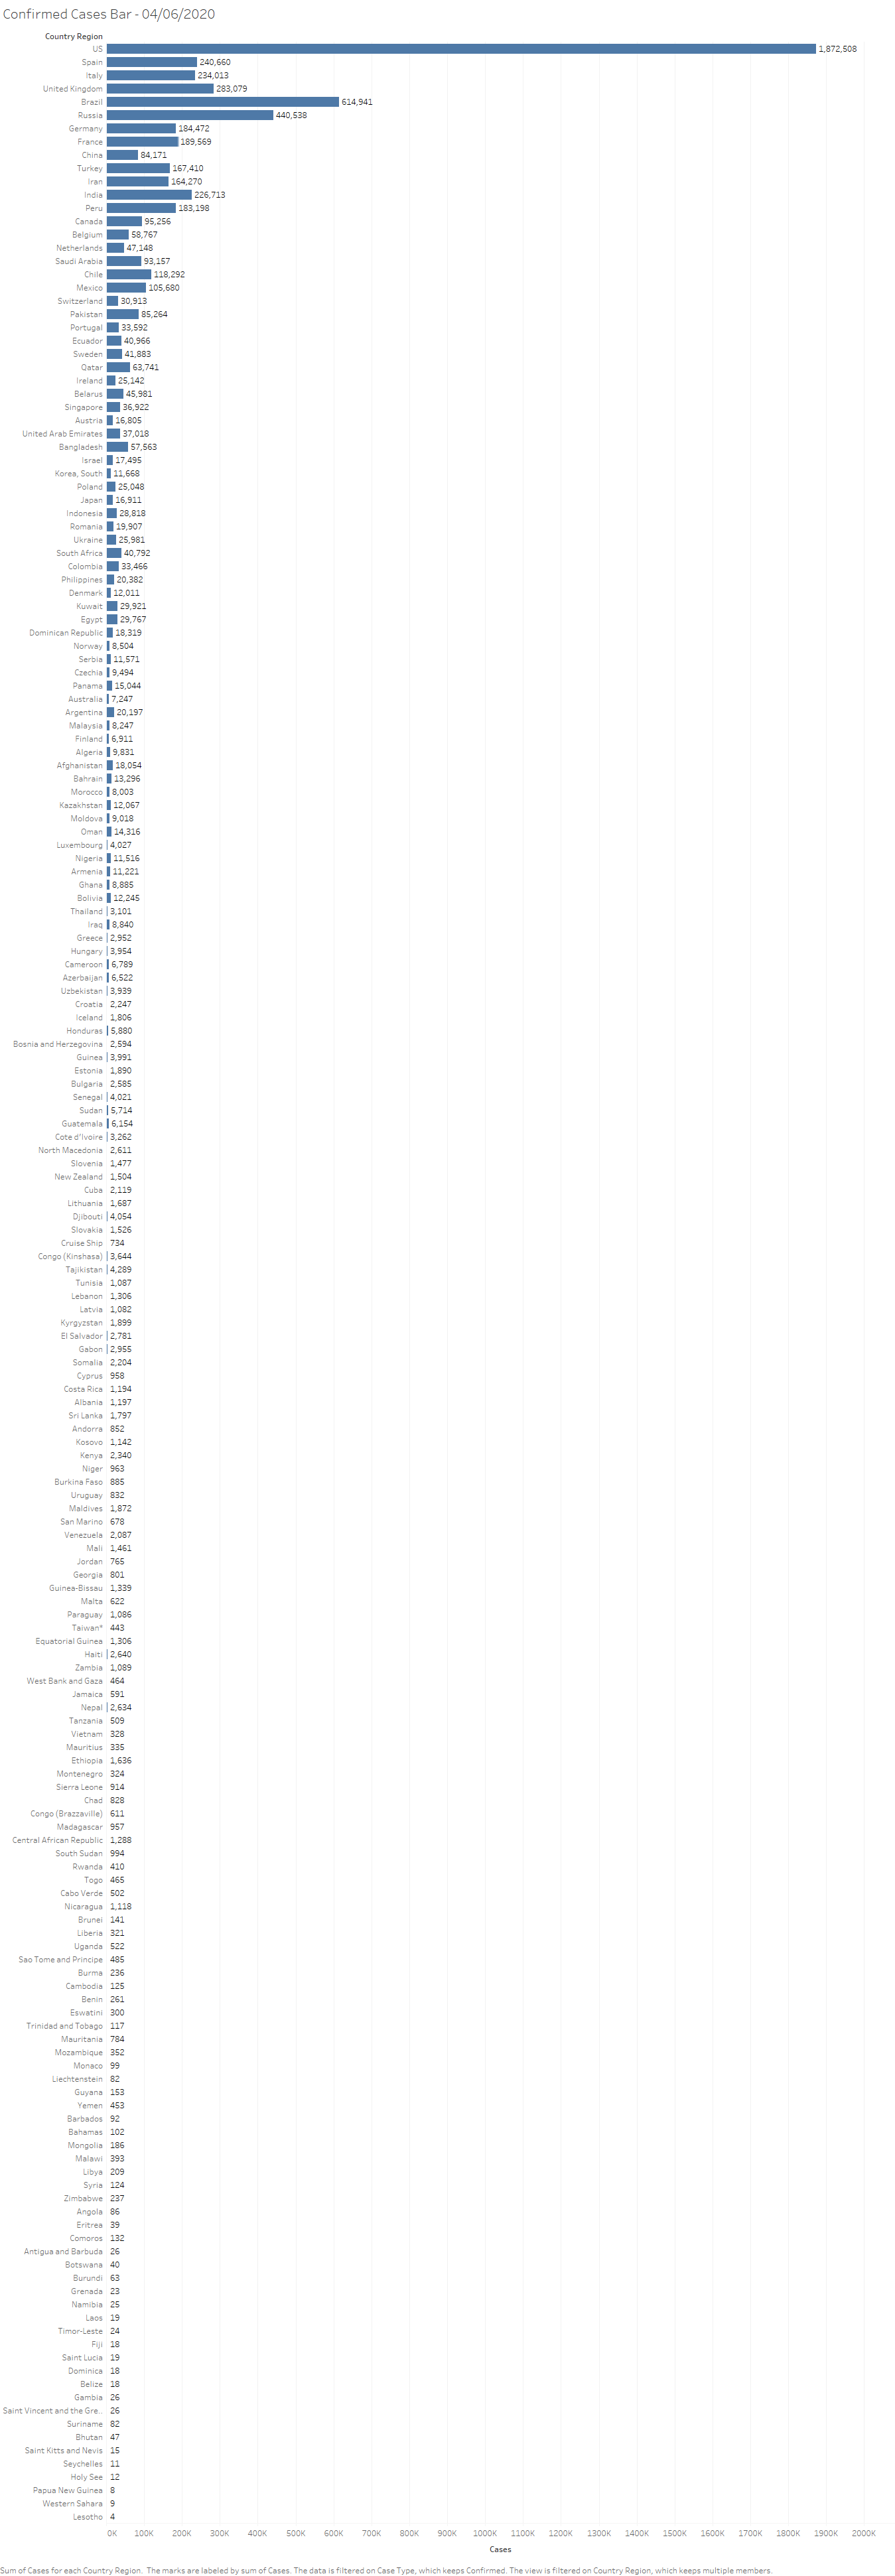 Confirmed Cases Bar - 04/06/2020
Country Region
US 1,872,508
Spain 240,660
Italy 234,013
United Kingdom 283,079
Brazil 614,941
Russia 440,538
Germany 184,472
France 189,569
China 84,171
Turkey 167,410
Iran 164,270
India 226,713
Peru 183,198
Canada 95,256
Belgium 58,767
Netherlands 47,148
Saudi Arabia 93,157
Chile 118,292
Mexico 105,680
Switzerland 30,913
Pakistan 85,264
Portugal 33,592
Ecuador 40,966
Sweden 41,883
Qatar 63,741
Ireland 25,142
Belarus 45,981
Singapore 36,922
Austria 16,805
United Arab Emirates 37,018
Bangladesh 57,563
Israel 17,495
Korea, South 11,668
Poland 25,048
Japan 16,911
Indonesia 28,818
Romania 19,907
Ukraine 25,981
South Africa 40,792
Colombia 33,466
Philippines 20,382
Denmark 12,011
Kuwait 29,921
Egypt 29,767
Dominican Republic 18,319
Norway 8,504
Serbia 11,571
Czechia 9,494
Panama 15,044
Australia 7,247
Argentina 20,197
Malaysia 8,247
Finland 6,911
Algeria 9,831
Afghanistan 18,054
Bahrain 13,296
Morocco 8,003
Kazakhstan 12,067
Moldova 9,018
Oman 14,316
Luxembourg 4,027
Nigeria 11,516
Armenia 11,221
Ghana 8,885
Bolivia 12,245
Thailand 3,101
Iraq 8,840
Greece 2,952
Hungary 3,954
Cameroon 6,789
Azerbaijan 6,522
Uzbekistan 3,939
Croatia 2,247
Iceland 1,806
Honduras 5,880
Bosnia and Herzegovina 2,594
Guinea 3,991
Estonia 1,890
Bulgaria 2,585
Senegal 4,021
Sudan 5,714
Guatemala 6,154
Cote d'Ivoire 3,262
North Macedonia 2,611
Slovenia 1,477
New Zealand 1,504
Cuba 2,119
Lithuania 1,687
Djibouti 4,054
Slovakia 1,526
Cruise Ship 734
Congo (Kinshasa) 3,644
Tajikistan 4,289
Tunisia 1,087
Lebanon 1,306
Latvia 1,082
Kyrgyzstan 1,899
El Salvador 2,781
Gabon 2,955
Somalia 2,204
Cyprus 958
Costa Rica 1,194
Albania 1,197
Sri Lanka 1,797
Andorra 852
Kosovo 1,142
Kenya 2,340
Niger 963
Burkina Faso 885
Uruguay 832
Maldives 1,872
San Marino 678
Venezuela 2,087
Mali 1,461
Jordan 765
Georgia 801
Guinea-Bissau 1,339
Malta 622
Paraguay 1,086
Taiwan* 443
Equatorial Guinea 1,306
Haiti 2,640
Zambia 1,089
West Bank and Gaza 464
Jamaica 591
Nepal 2,634
Tanzania 509
Vietnam 328
Mauritius 335
Ethiopia 1,636
Montenegro 324
Sierra Leone 914
Chad 828
Congo (Brazzaville) 611
Madagascar 957
Central African Republic 1,288
South Sudan 994
Rwanda 410
Togo 465
Cabo Verde 502
Nicaragua 1,118
Brunei 141
Liberia 321
Uganda 522
Sao Tome and Principe 485
Burma 236
Cambodia 125
Benin 261
Eswatini 300
Trinidad and Tobago 117
Mauritania 784
Mozambique 352
Monaco 99
Liechtenstein 82
Guyana 153
Yemen 453
Barbados 92
Bahamas 102
Mongolia 186
Malawi 393
Libya 209
Syria 124
Zimbabwe 237
Angola 86
Eritrea 39
Comoros 132
Antigua and Barbuda 26
Botswana 40
Burundi 63
Grenada 23
Namibia 25
Laos 19
Timor-Leste 24
Fiji 18
Saint Lucia 19
Dominica 18
Belize 18
Gambia 26
Saint Vincent and the Gre.. 26
Suriname 82
Bhutan 47
Saint Kitts and Nevis 15
Seychelles 11
Holy See 12
Papua New Guinea 8
Western Sahara 9
Lesotho 4
0K 100K 200K 300K 400K 500K 600K 700K 800K 900K 1000K 1100K 1200K 1300K 1400K 1500K 1600K 1700K 1800K 1900K 2000K
Cases
Sum of Cases for each Country Region. The marks are labeled by sum of Cases. The data is filtered on Case Type, which keeps Confirmed. The view is filtered on Country Region, which keeps multiple members.